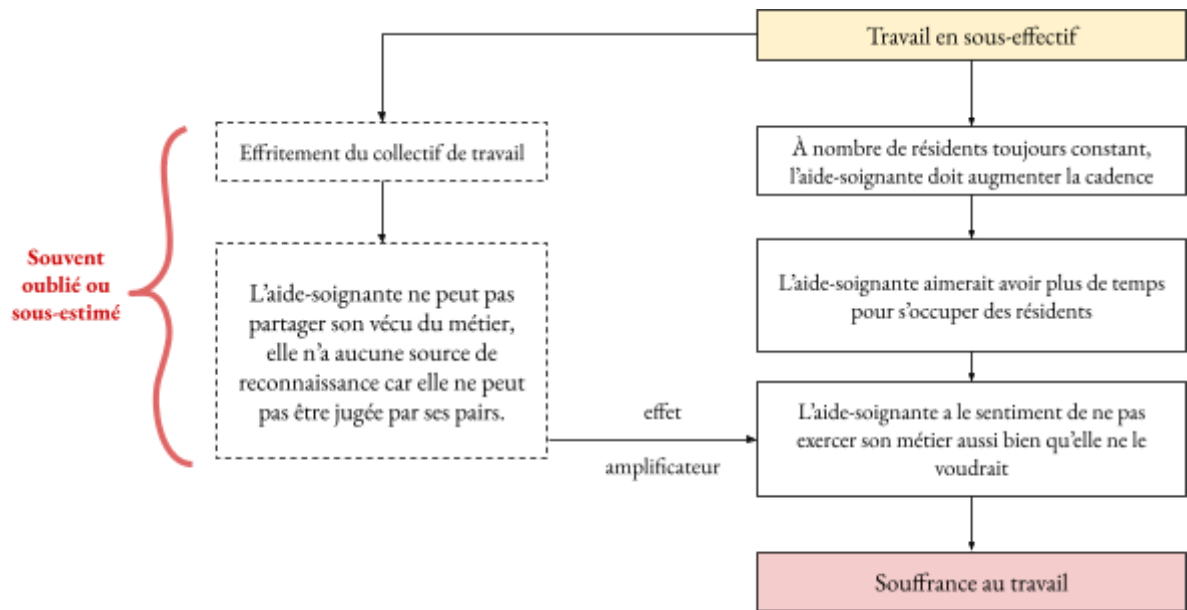 Travail en sous-effectif
Effritement du collectif de travail
À nombre de résidents toujours constant,
l'aide-soignante doit augmenter la cadence
Souvent
oublié ou
sous-estimé
L'aide-soignante ne peut pas
partager son vécu du métier,
elle n'a aucune source de
reconnaissance car elle ne peut
pas être jugée par ses pairs.
L'aide-soignante aimerait avoir plus de temps
pour s'occuper des résidents
effet
amplificateur
L'aide-soignante a le sentiment de ne pas
exercer son métier aussi bien qu'elle ne le
voudrait
Souffrance au travail